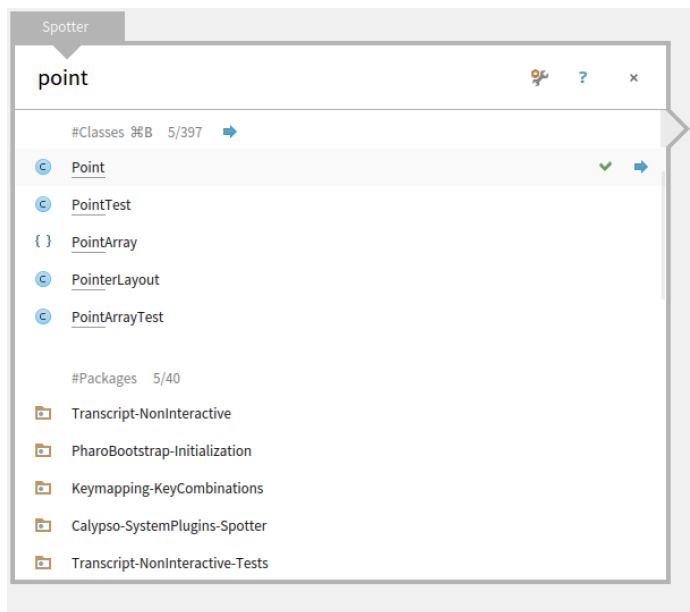 Spotter
point ? ×
#Classes ⌘B 5/397
C Point
C PointTest
{ } PointArray
C PointerLayout
C PointArrayTest
#Packages 5/40
Transcript-NonInteractive
PharoBootstrap-Initialization
Keymapping-KeyCombinations
Calypso-SystemPlugins-Spotter
Transcript-NonInteractive-Tests